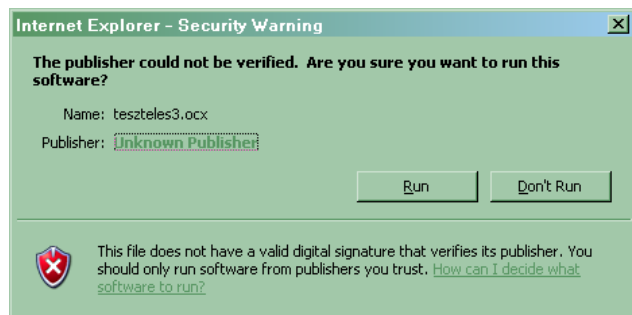 Internet Explorer - Security Warning
The publisher could not be verified. Are you sure you want to run this
software?
Name: teszteles3.ocx
Publisher: Unknown Publisher
Run
Don't Run
This file does not have a valid digital signature that verifies its publisher. You
should only run software from publishers you trust. How can I decide what
software to run?